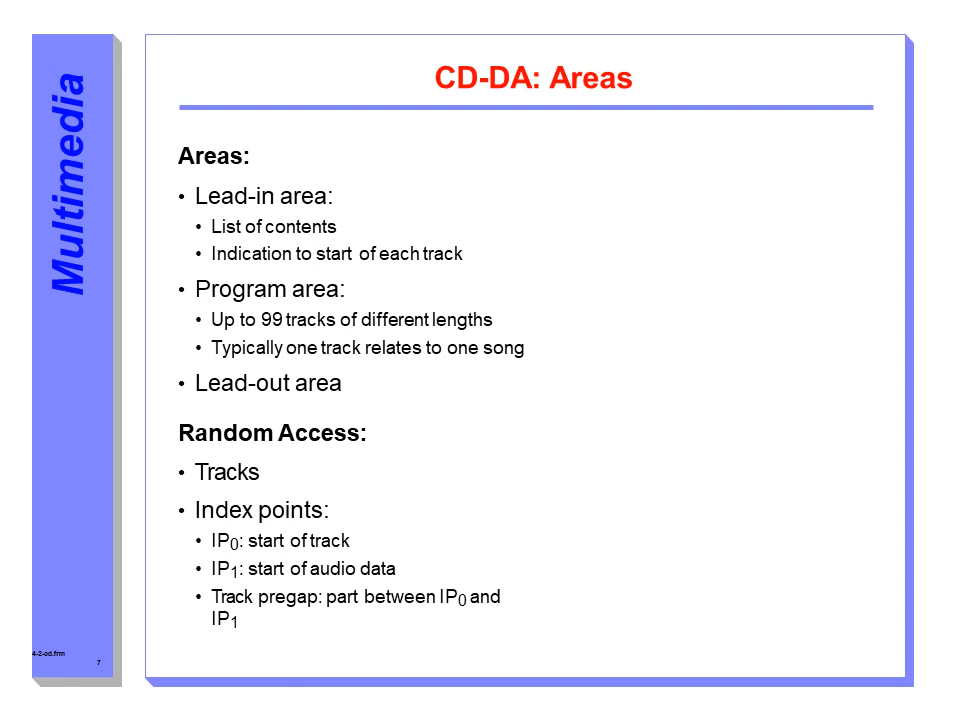 Multimedia
CD-DA: Areas
Areas:
• Lead-in area:
• List of contents
• Indication to start of each track
• Program area:
• Up to 99 tracks of different lengths
• Typically one track relates to one song
• Lead-out area
Random Access:
• Tracks
• Index points:
• IP0: start of track
• IP1: start of audio data
• Track pregap: part between IP0 and
IP1
4-2-cd.frm
7